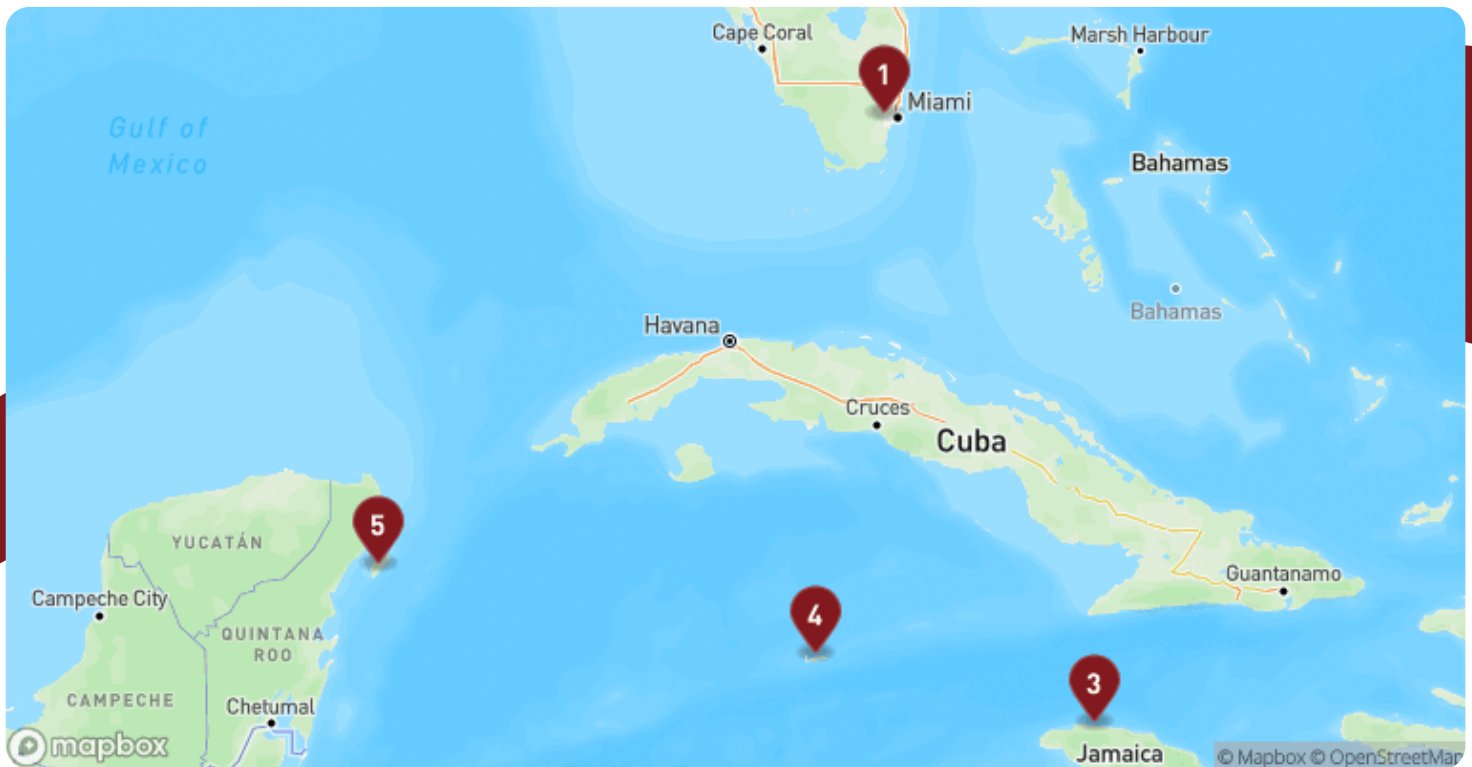 Cape Coral
Marsh Harbour
1
Miami
Gulf of
Mexico
Bahamas
Bahamas
Havana
Cruces
Cuba
5
YUCATÁN
Guantanamo
Campeche City
4
QUINTANA
ROO
3
CAMPECHE
Chetumal
mapbox
Jamaica
© Mapbox © OpenStreetMap